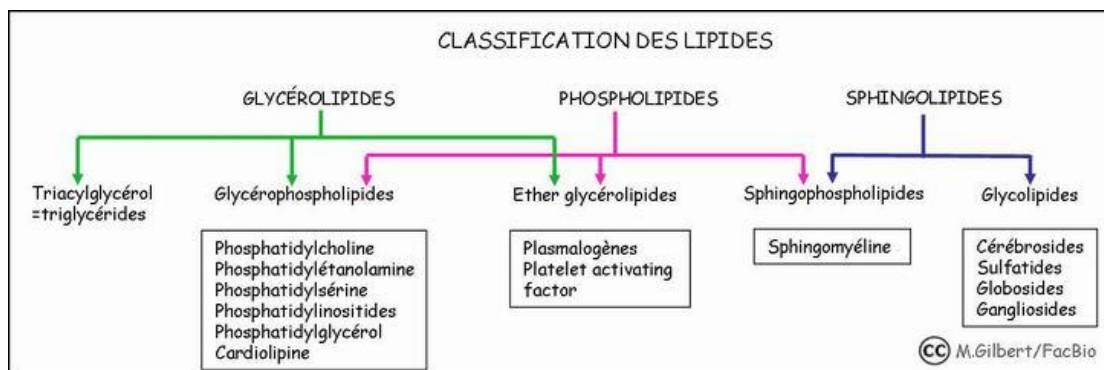 CLASSIFICATION DES LIPIDES
GLYCÉROLIPIDES
PHOSPHOLIPIDES
SPHINGOLIPIDES
Triacylglycérol
=triglycérides
Glycérophospholipides
Ether glycérolipides
Sphingophospholipides
Glycolipides
Phosphatidylcholine
Phosphatidylétanolamine
Phosphatidylsérine
Phosphatidylinositides
Phosphatidylglycérol
Cardiolipine
Plasmalogènes
Platelet activating
factor
Sphingomyéline
Cérébrosides
Sulfatides
Globosides
Gangliosides
cc M.Gilbert/FacBio